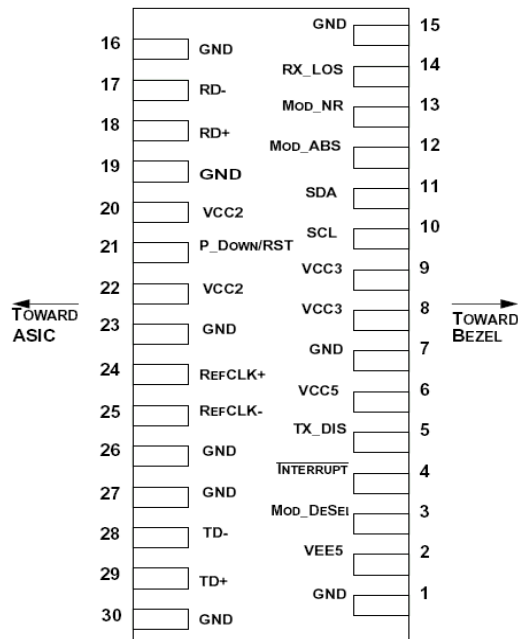 GND 15
16 GND
RX_LOS 14
17 RD-
MOD_NR 13
18 RD+
MOD_ABS 12
19 GND
SDA 11
20 VCC2
SCL 10
21 P_DOWN/RST
VCC3 9
22 VCC2
VCC3 8
TOWARD ASIC
TOWARD BEZEL
23 GND
GND 7
24 REFCLK+
VCC5 6
25 REFCLK-
TX_DIS 5
26 GND
INTERRUPT 4
27 GND
MOD_DESEL 3
28 TD-
VEE5 2
29 TD+
GND 1
30 GND